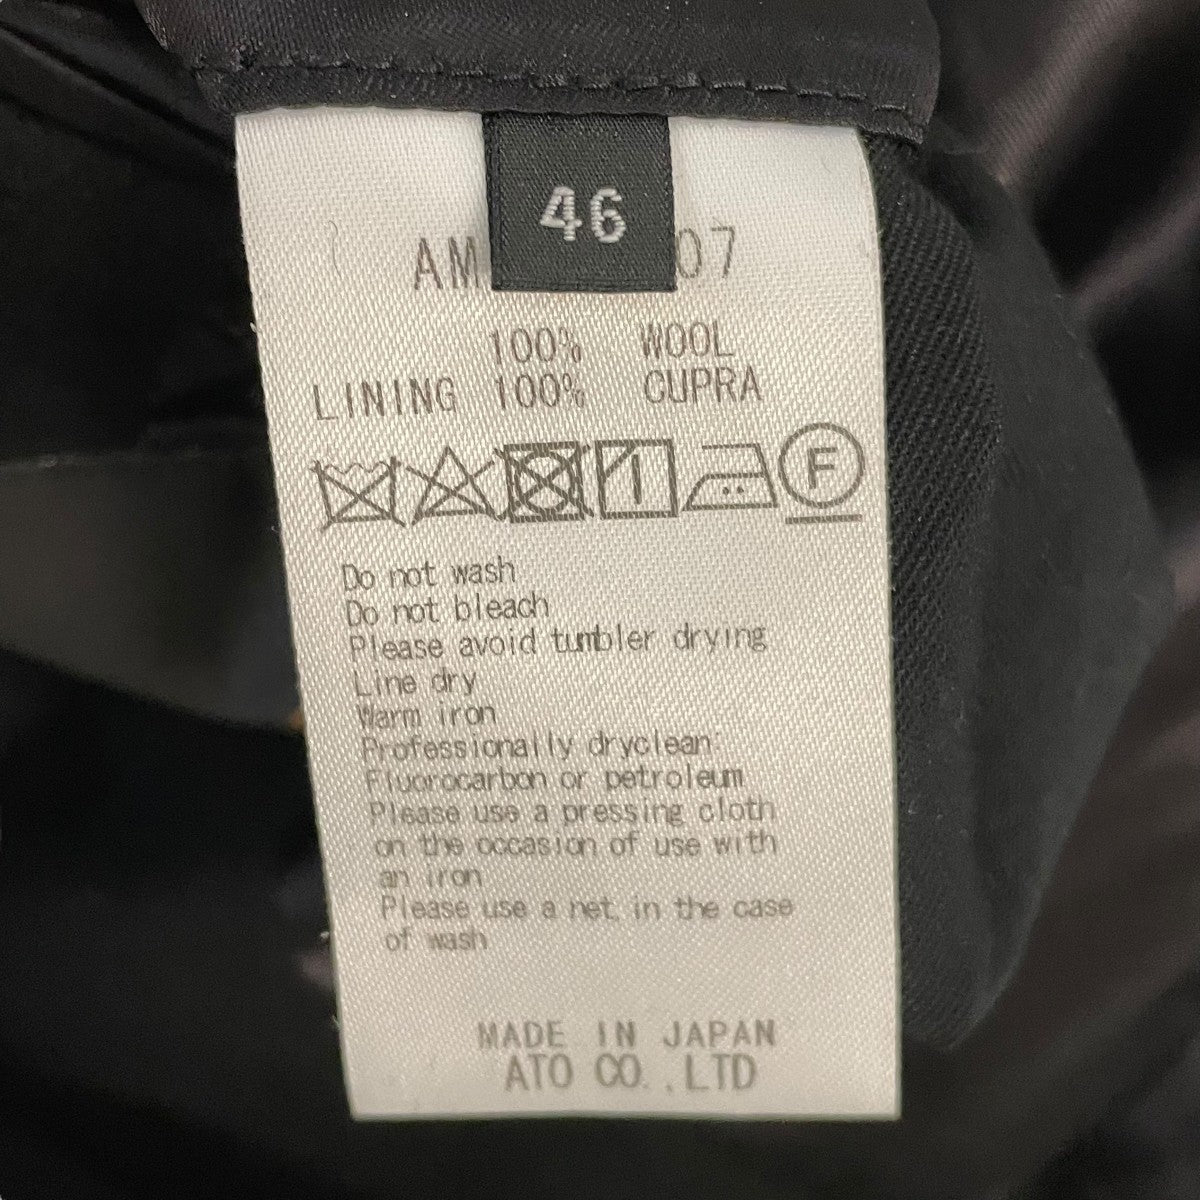 46
AM 07
100% WOOL
LINING 100% CUPRA
F
Do not wash
Do not bleach
Please avoid tumbler drying
Line dry
Warm iron
Professionally dryclean:
Fluorocarbon or petroleum
Please use a pressing cloth
on the occasion of use with
an iron
Please use a net, in the case
of wash
MADE IN JAPAN
ATO CO.,LTD